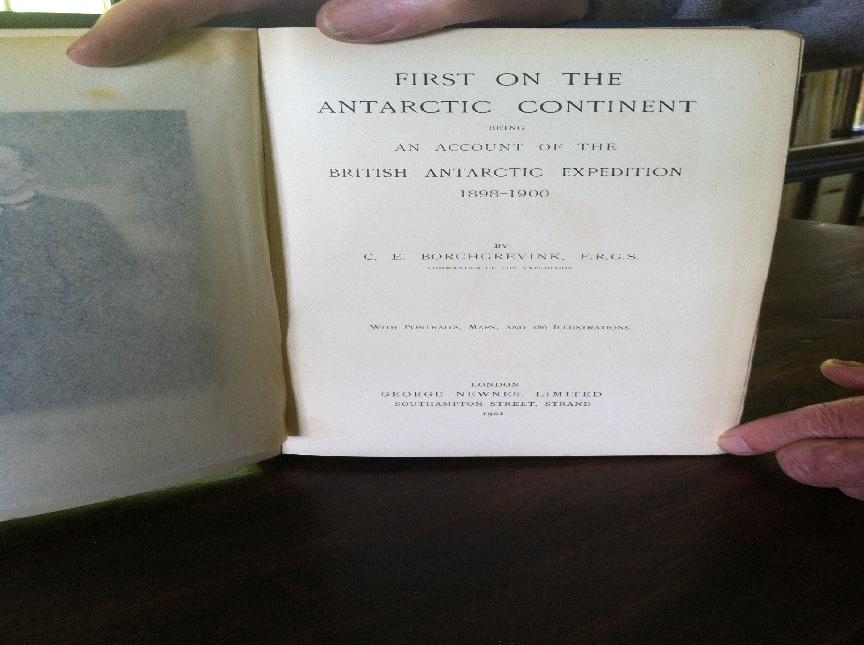 FIRST ON THE
ANTARCTIC CONTINENT
BEING
AN ACCOUNT OF THE
BRITISH ANTARCTIC EXPEDITION
1898-1900
BY
C. E. BORCHGREVINK, F.R.G.S.
COMMANDER OF THE EXPEDITION
WITH PORTRAITS, MAPS, AND 186 ILLUSTRATIONS
LONDON
GEORGE NEWNES, LIMITED
SOUTHAMPTON STREET, STRAND
1901